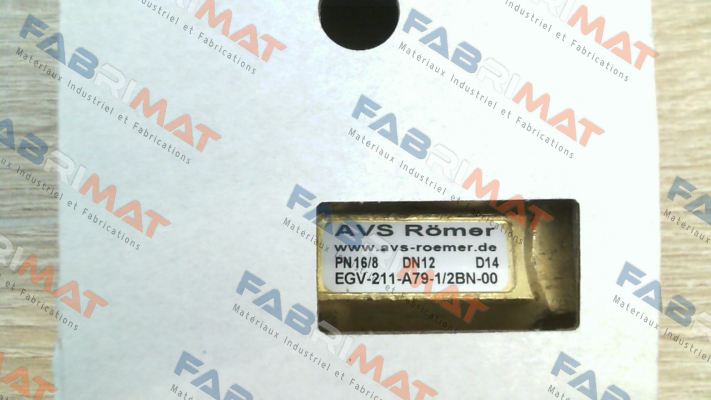 AVS Römer
www.avs-roemer.de
PN16/8 DN12 D14
EGV-211-A79-1/2BN-00
FABRIMAT
Matériaux Industriel et Fabrications